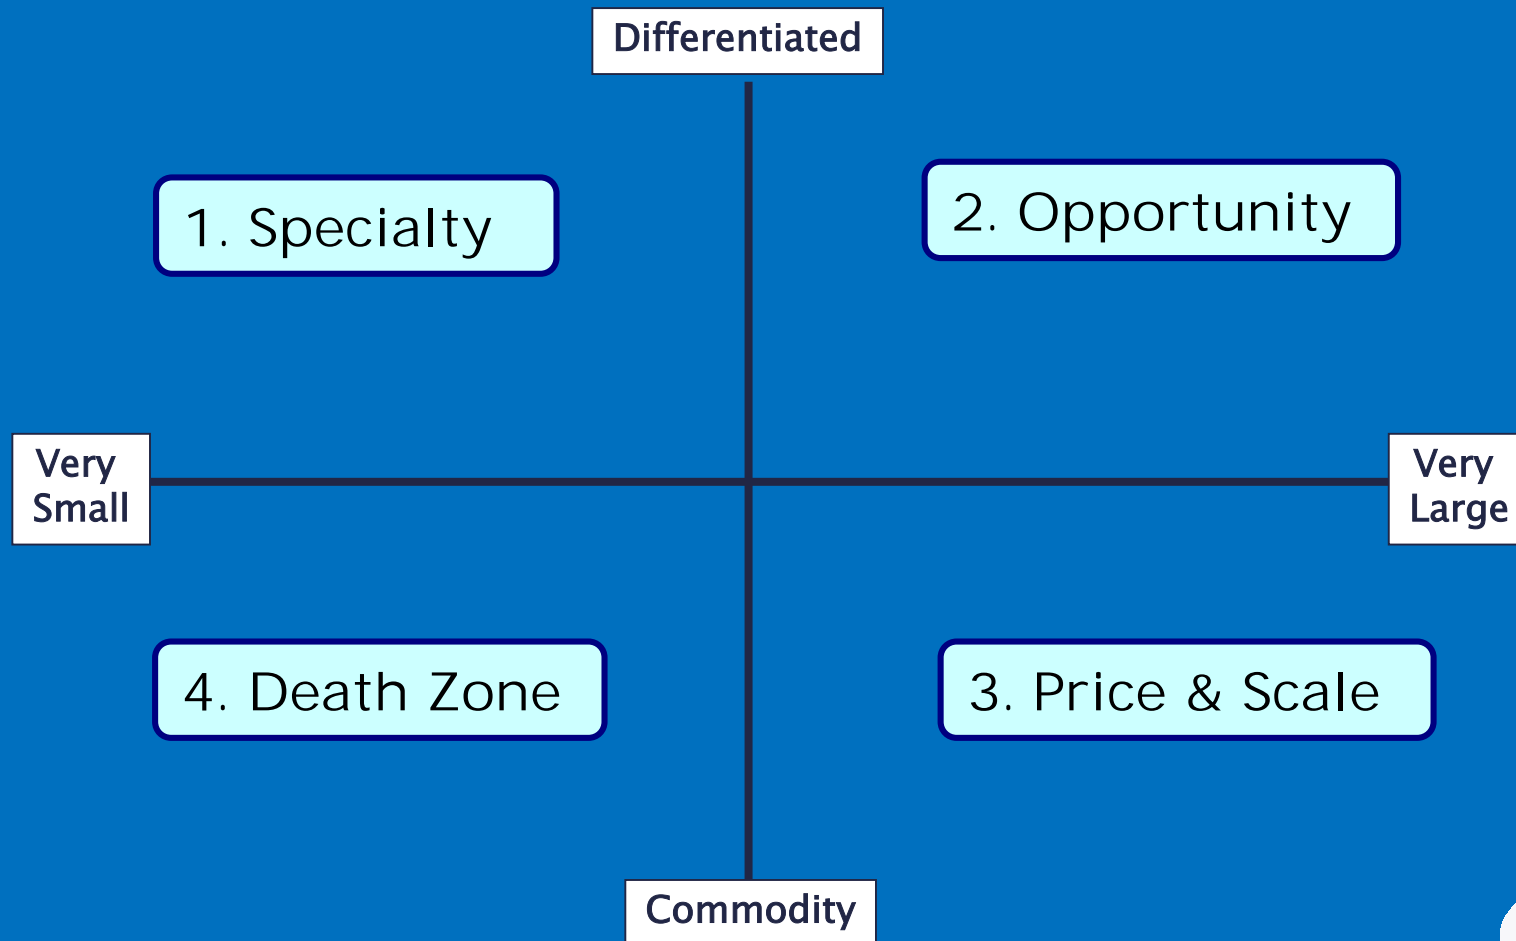 Differentiated
1. Specialty
2. Opportunity
Very
Small
Very
Large
4. Death Zone
3. Price & Scale
Commodity